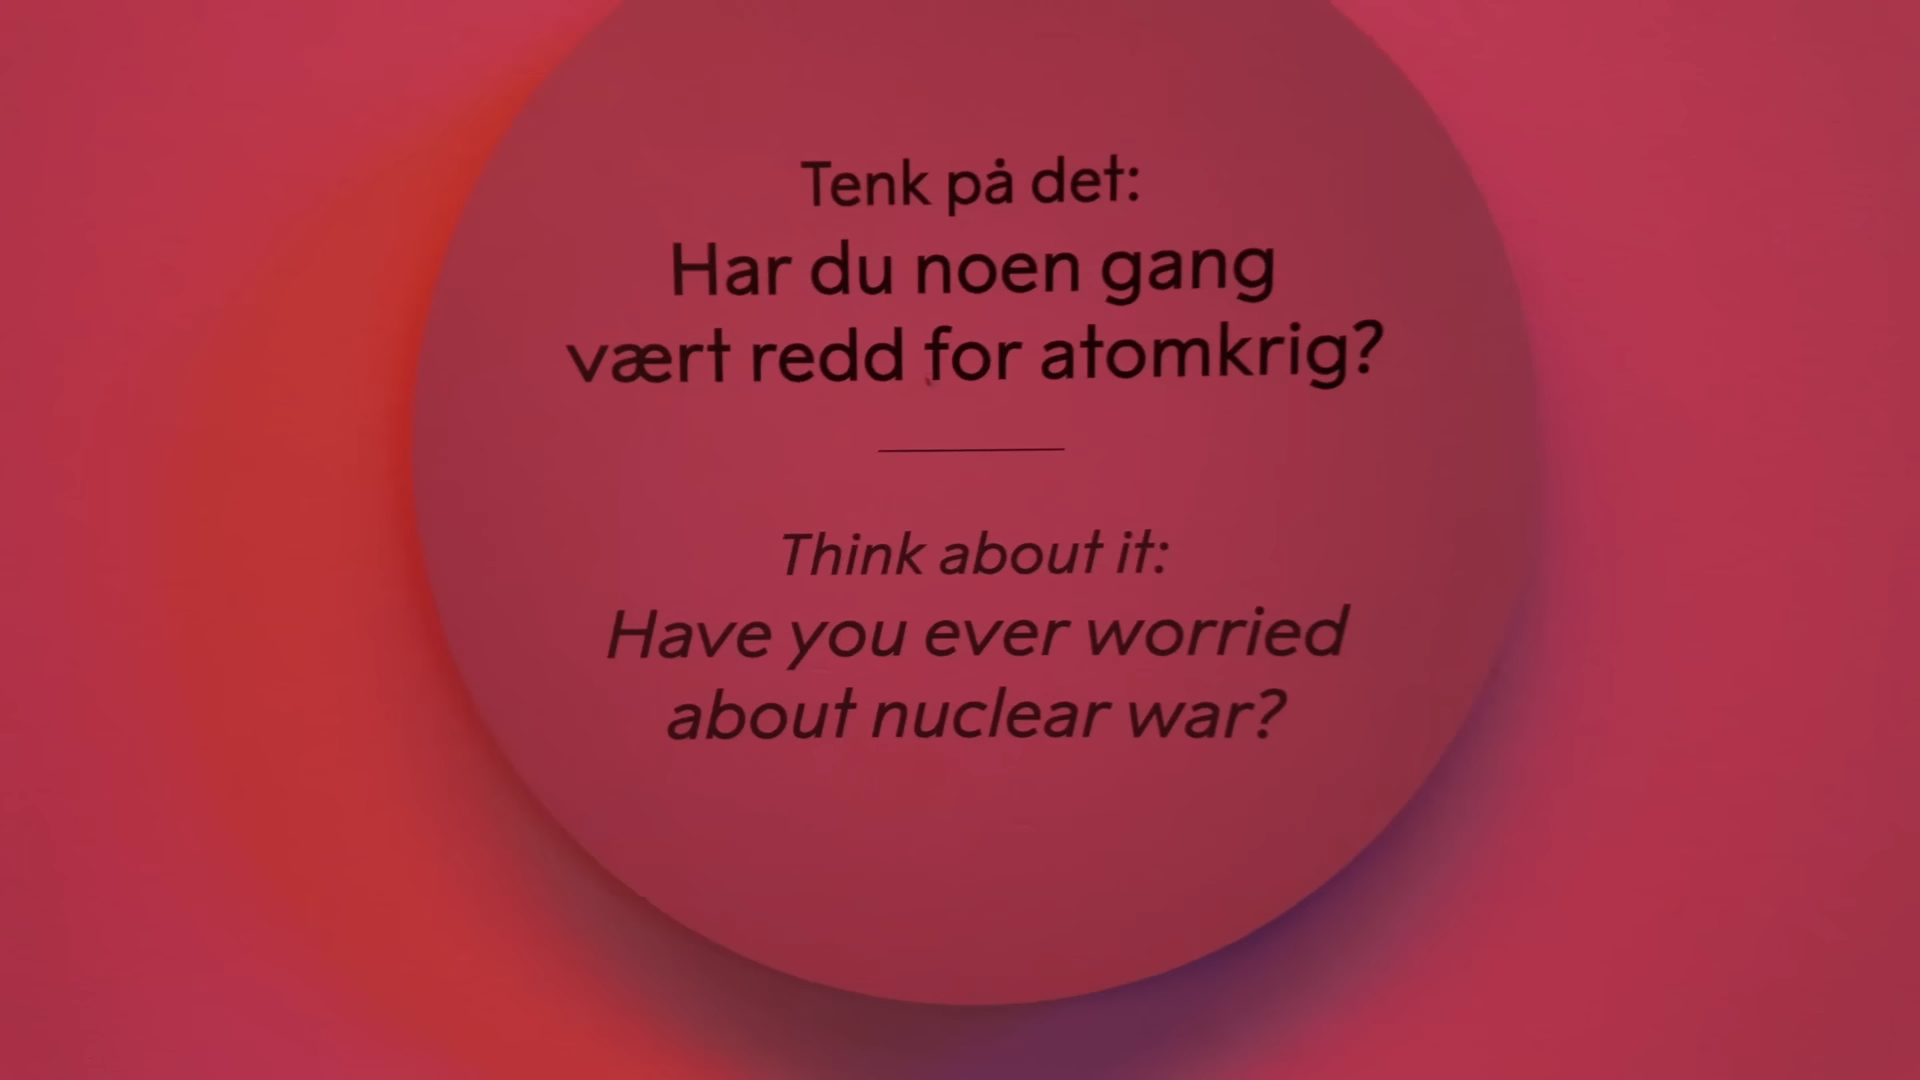 Tenk på det:
Har du noen gang
vært redd for atomkrig?
Think about it:
Have you ever worried
about nuclear war?